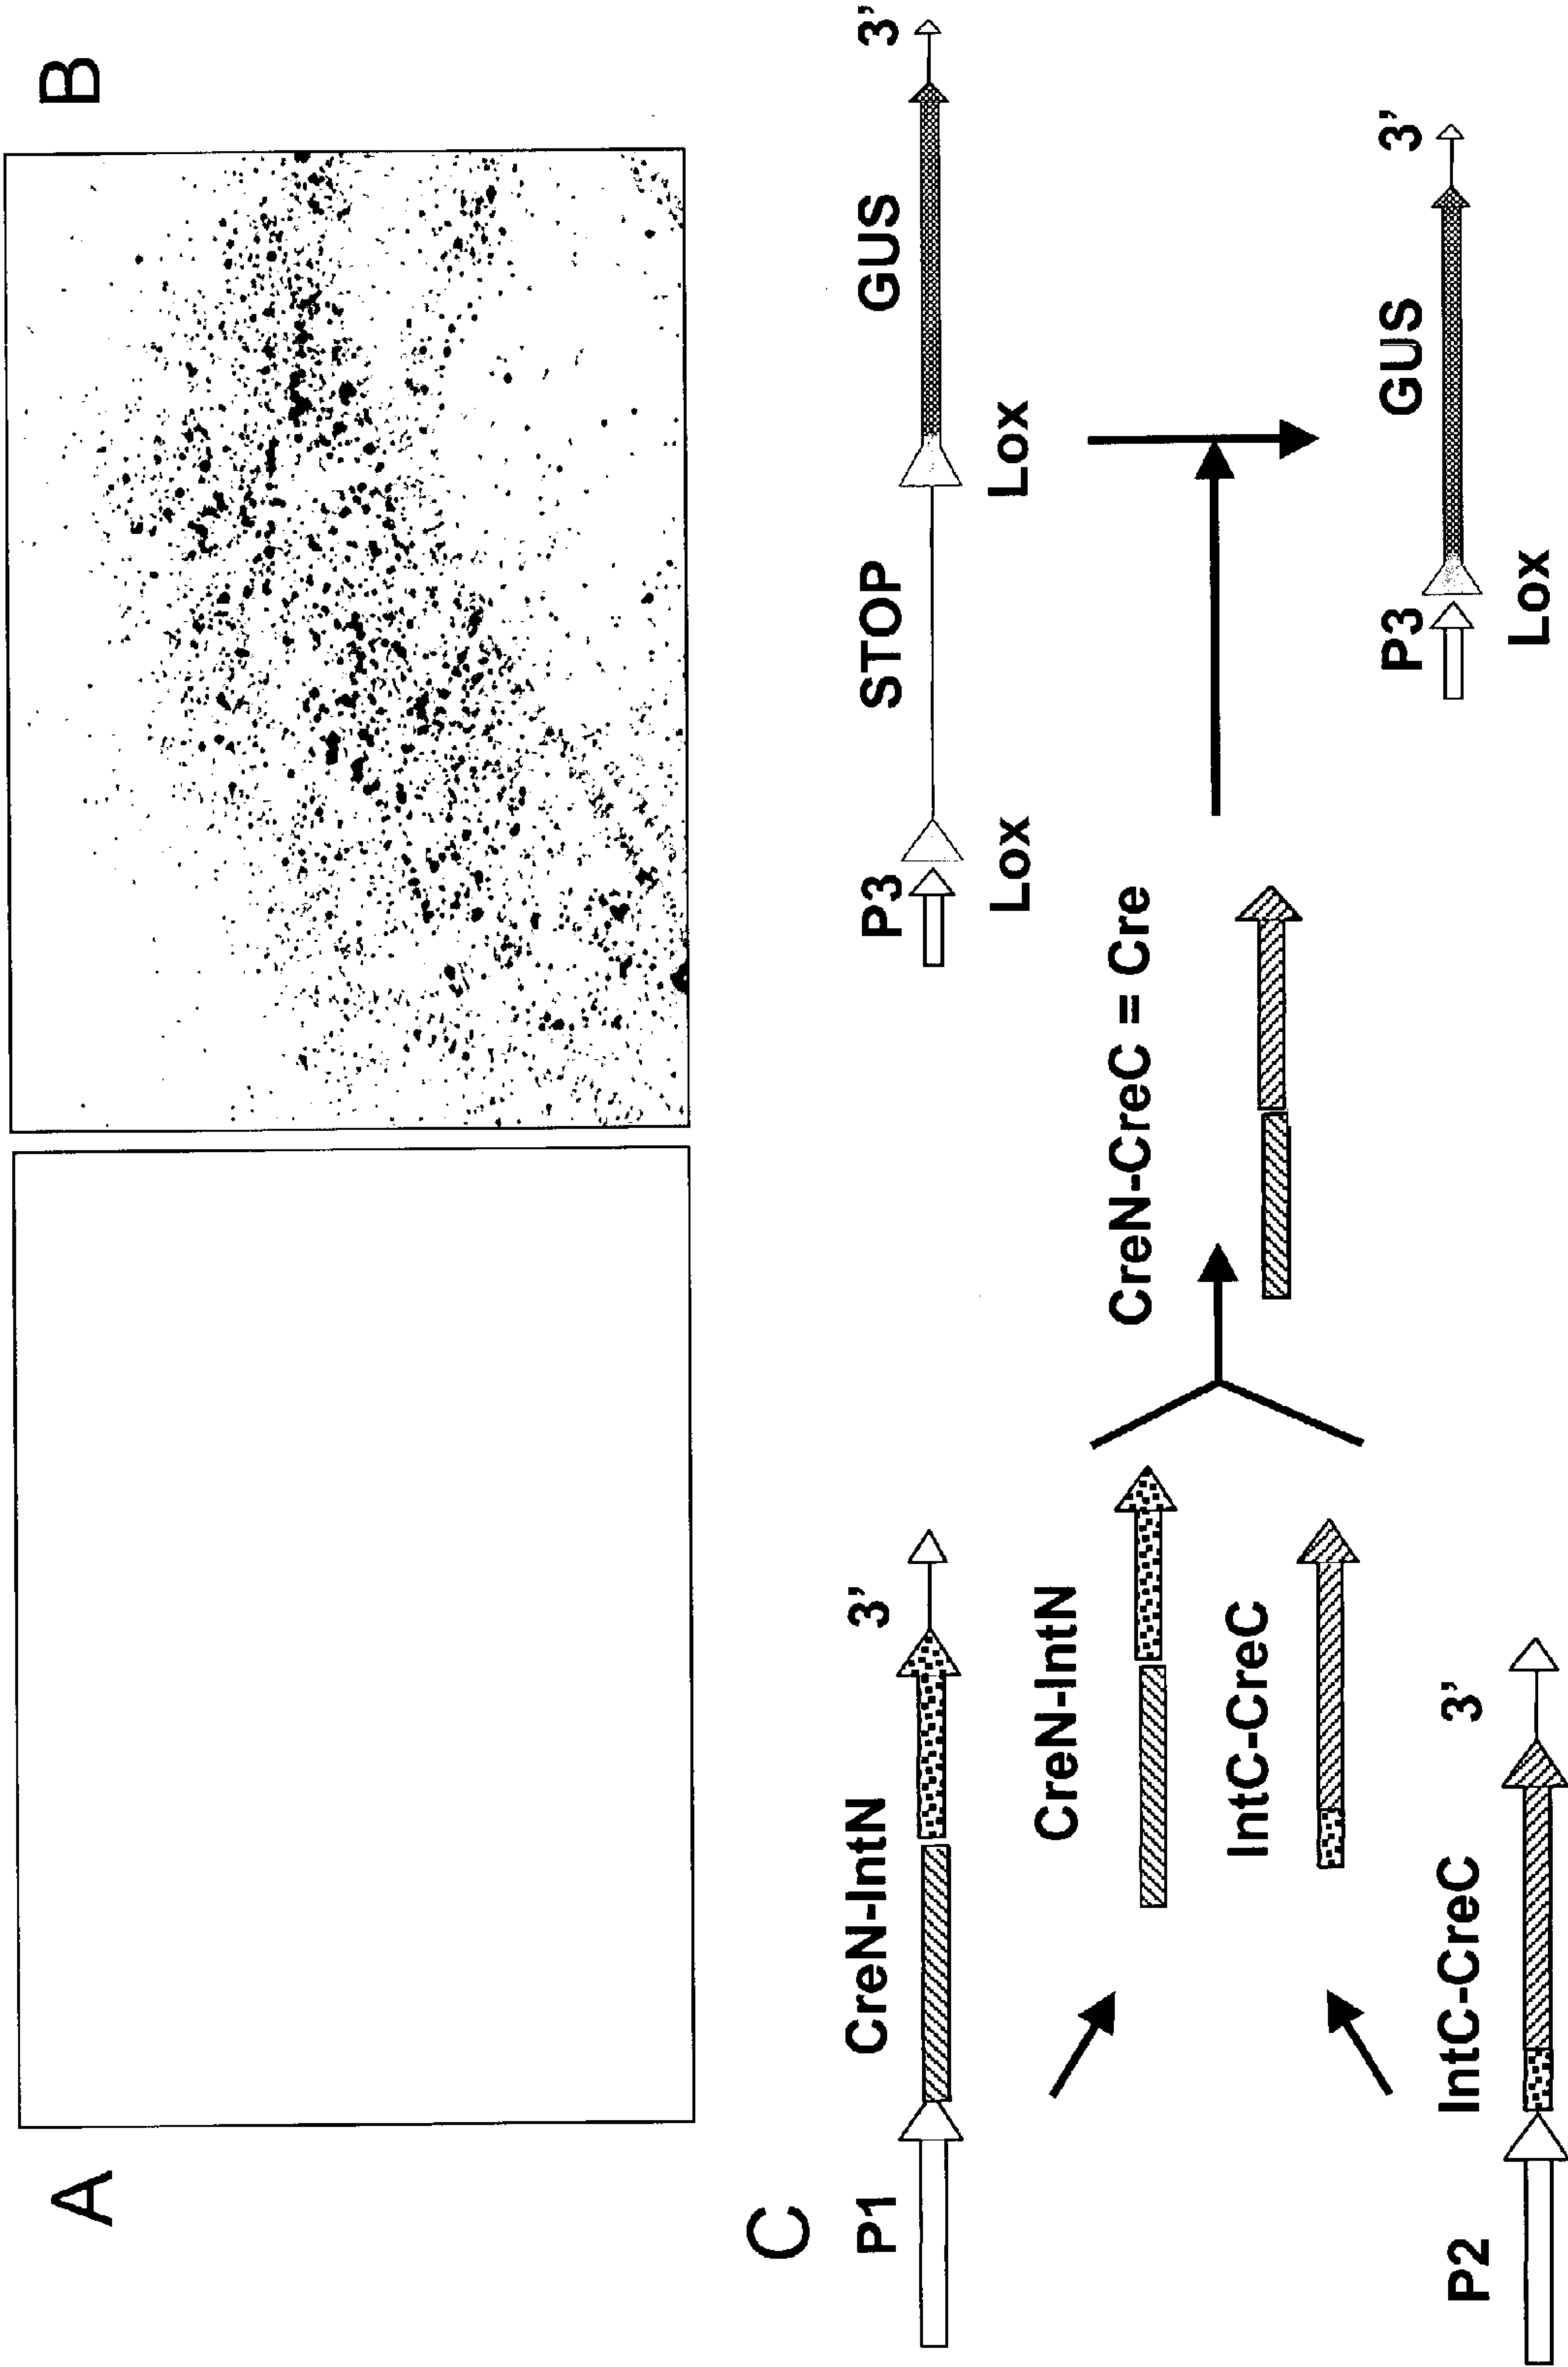 A
B
C
P1
CreN-IntN
3'
P3
STOP
GUS
3'
Lox
Lox
CreN-IntN
CreN-CreC = Cre
IntC-CreC
P3
GUS
3'
Lox
P2
IntC-CreC
3'